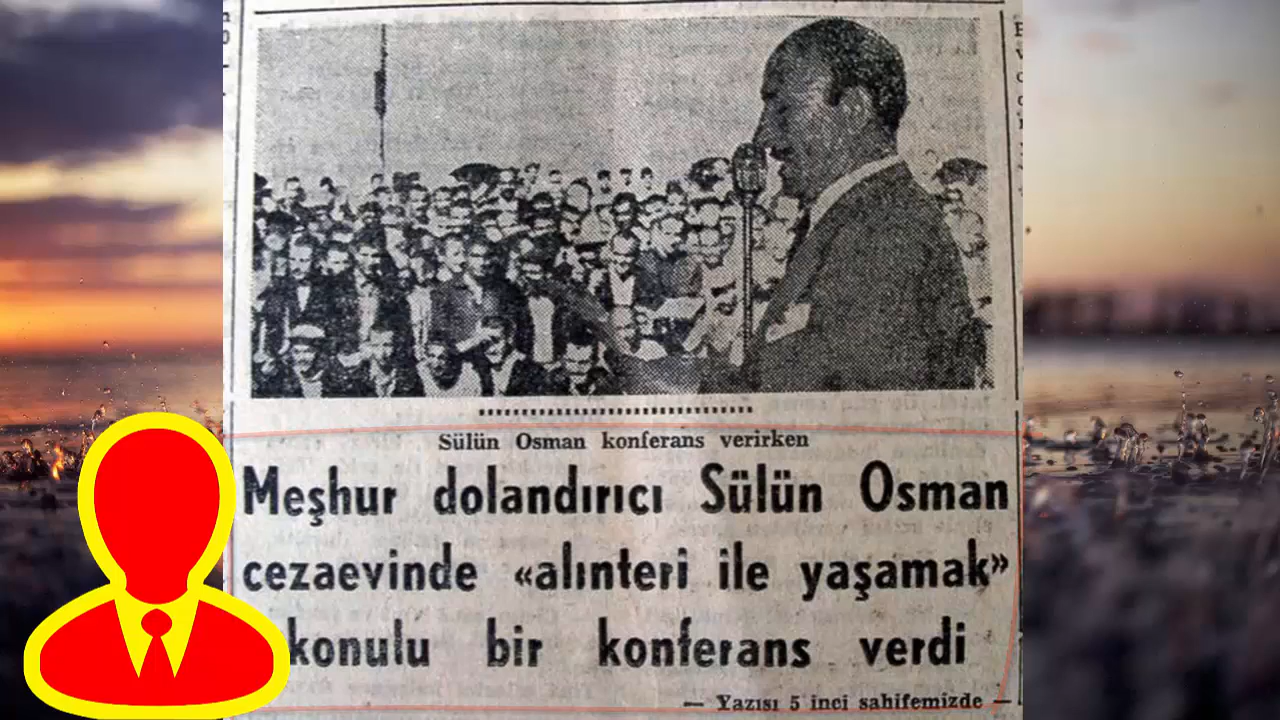 Sülün Osman konferans verirken
Meşhur dolandırıcı Sülün Osman
cezaevinde «alınteri ile yaşamak»
konulu bir konferans verdi
— Yazısı 5 inci sahifemizde —